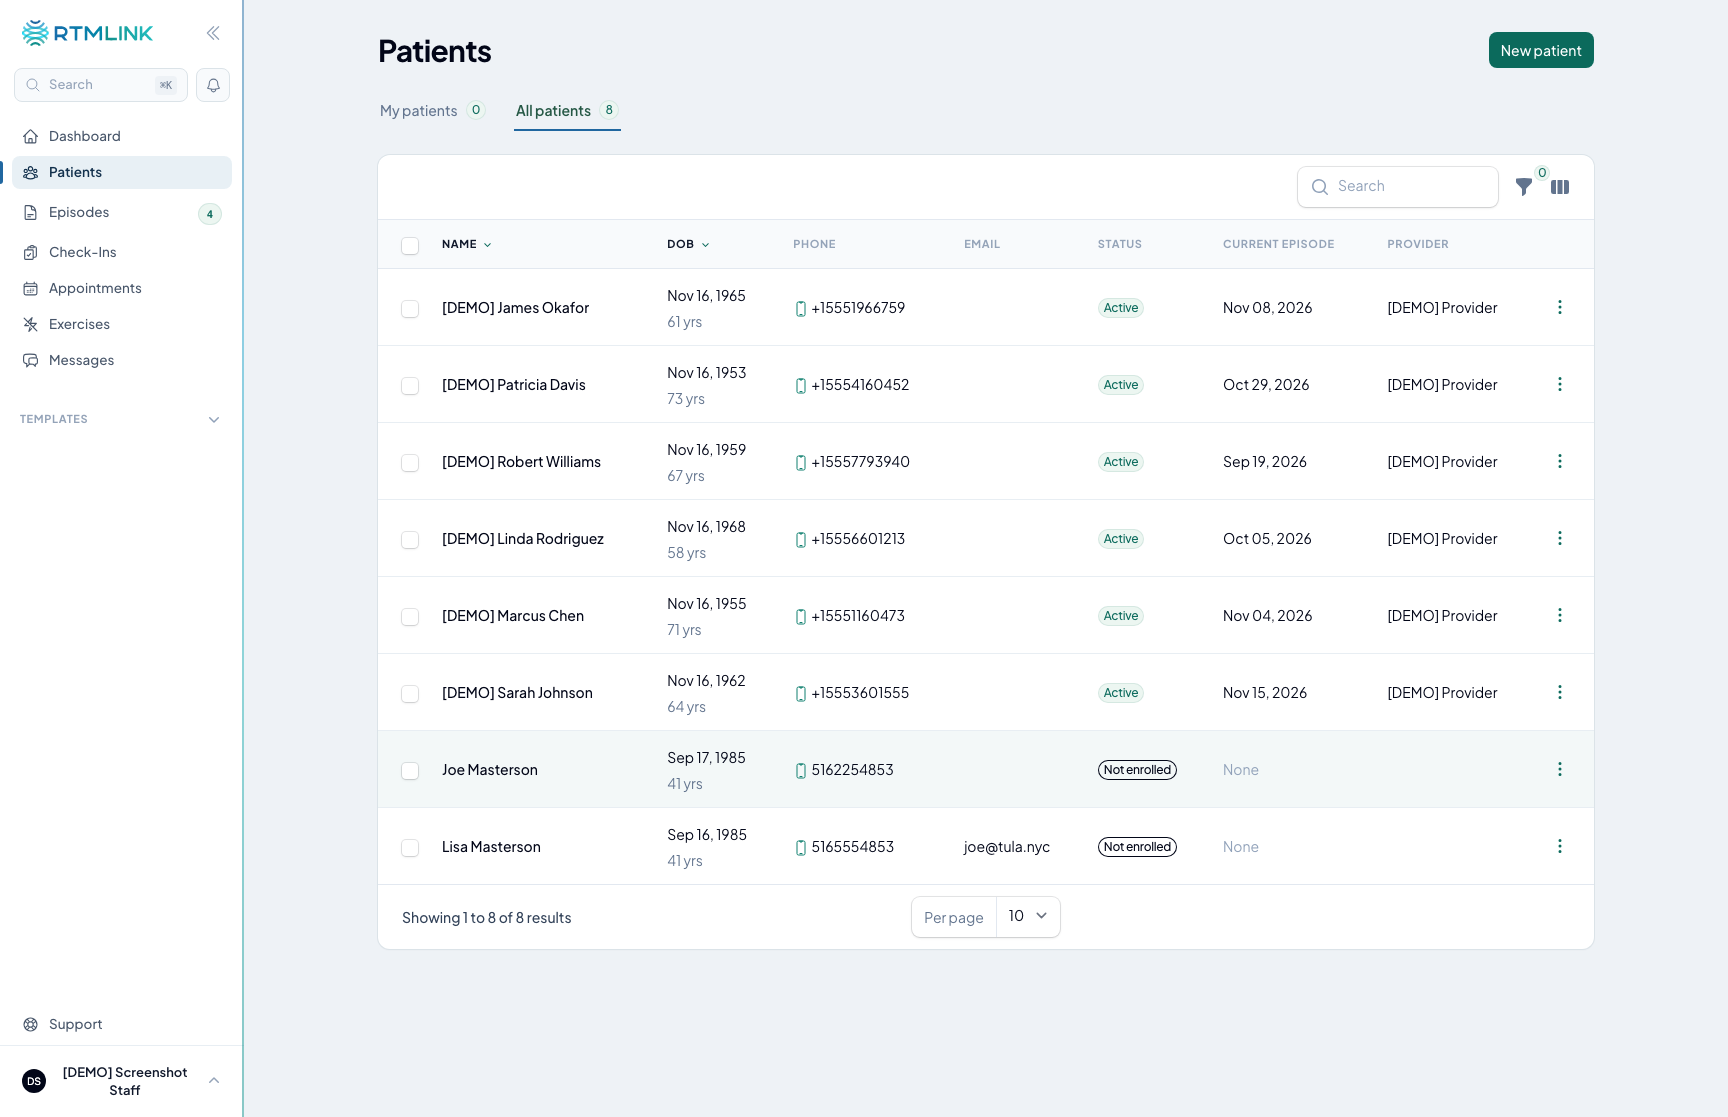 RTMLINK
Search ⌘K
Dashboard
Patients
Episodes 4
Check-Ins
Appointments
Exercises
Messages
TEMPLATES
Support
DS [DEMO] Screenshot
Staff
Patients
New patient
My patients 0 All patients 8
Search 0
NAME DOB PHONE EMAIL STATUS CURRENT EPISODE PROVIDER
[DEMO] James Okafor Nov 16, 1965 +15551966759 Active Nov 08, 2026 [DEMO] Provider
61 yrs
[DEMO] Patricia Davis Nov 16, 1953 +15554160452 Active Oct 29, 2026 [DEMO] Provider
73 yrs
[DEMO] Robert Williams Nov 16, 1959 +15557793940 Active Sep 19, 2026 [DEMO] Provider
67 yrs
[DEMO] Linda Rodriguez Nov 16, 1968 +15556601213 Active Oct 05, 2026 [DEMO] Provider
58 yrs
[DEMO] Marcus Chen Nov 16, 1955 +15551160473 Active Nov 04, 2026 [DEMO] Provider
71 yrs
[DEMO] Sarah Johnson Nov 16, 1962 +15553601555 Active Nov 15, 2026 [DEMO] Provider
64 yrs
Joe Masterson Sep 17, 1985 5162254853 Not enrolled None
41 yrs
Lisa Masterson Sep 16, 1985 5165554853 joe@tula.nyc Not enrolled None
41 yrs
Showing 1 to 8 of 8 results Per page 10